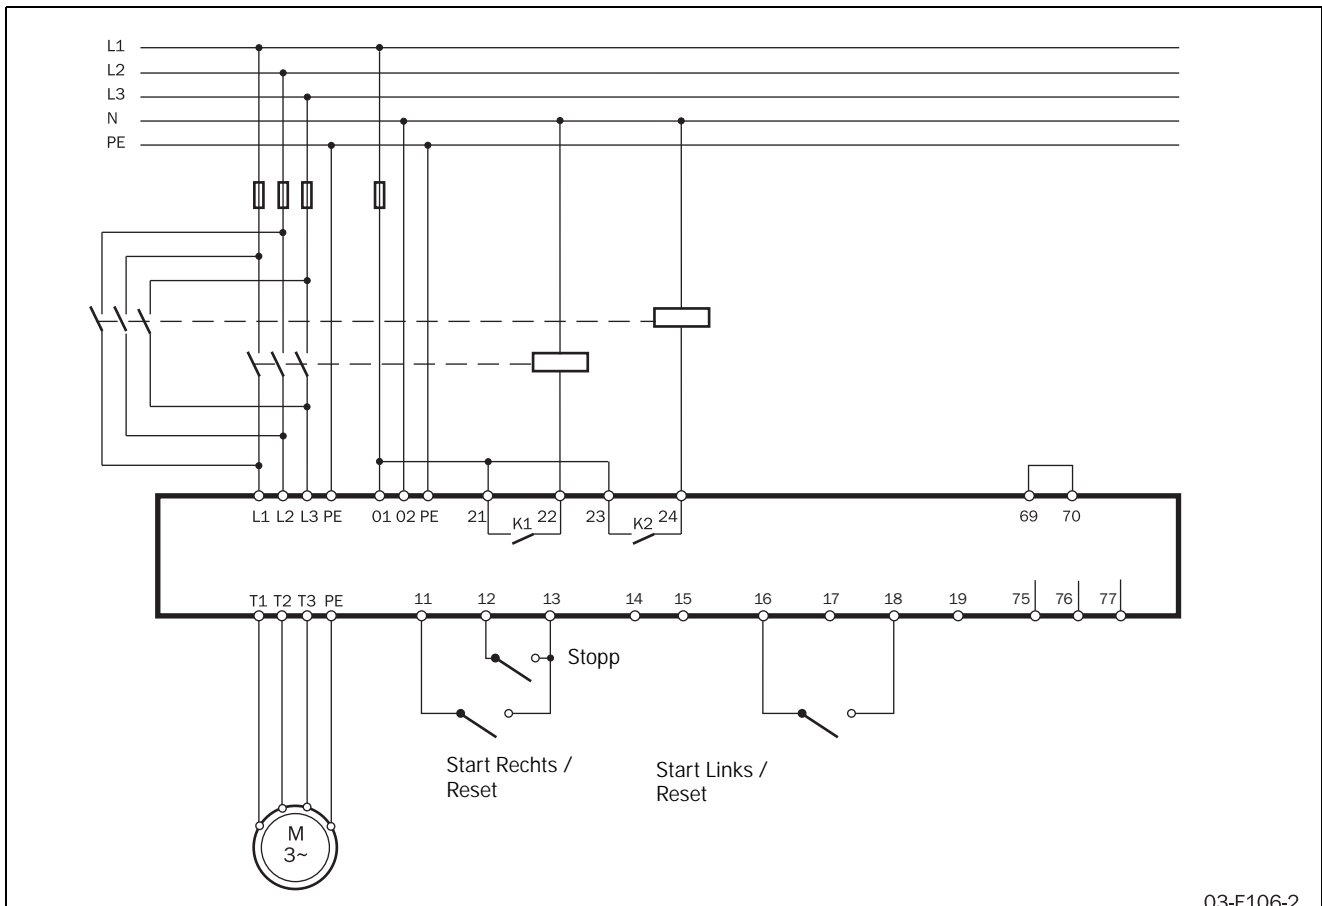 L1
L2
L3
N
PE
L1 L2 L3 PE 01 02 PE 21 K1 22 23 K2 24 69 70
T1 T2 T3 PE 11 12 13 14 15 16 17 18 19 75 76 77
Stopp
Start Rechts /
Reset
Start Links /
Reset
M
3~
03-F106-2